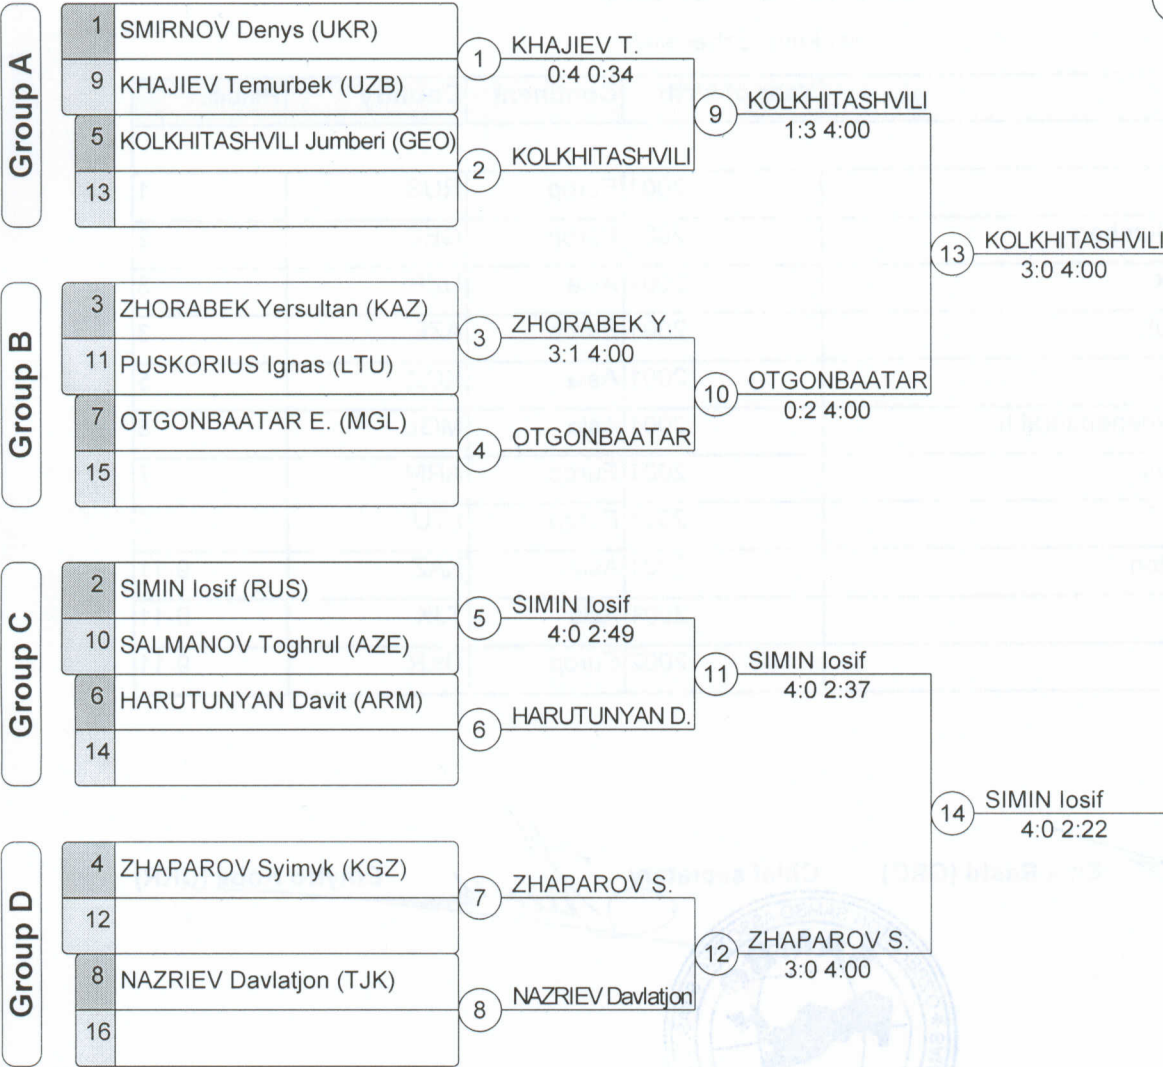 Group A
1 SMIRNOV Denys (UKR)
9 KHAJIEV Temurbek (UZB)
5 KOLKHITASHVILI Jumberi (GEO)
13
1 KHAJIEV T.
0:4 0:34
2 KOLKHITASHVILI
9 KOLKHITASHVILI
1:3 4:00
13 KOLKHITASHVILI
3:0 4:00
Group B
3 ZHORABEK Yersultan (KAZ)
11 PUSKORIUS Ignas (LTU)
7 OTGONBAATAR E. (MGL)
15
3 ZHORABEK Y.
3:1 4:00
4 OTGONBAATAR
10 OTGONBAATAR
0:2 4:00
Group C
2 SIMIN Iosif (RUS)
10 SALMANOV Toghrul (AZE)
6 HARUTUNYAN Davit (ARM)
14
5 SIMIN Iosif
4:0 2:49
6 HARUTUNYAN D.
11 SIMIN Iosif
4:0 2:37
14 SIMIN Iosif
4:0 2:22
Group D
4 ZHAPAROV Syimyk (KGZ)
12
8 NAZRIEV Davlatjon (TJK)
16
7 ZHAPAROV S.
8 NAZRIEV Davlatjon
12 ZHAPAROV S.
3:0 4:00